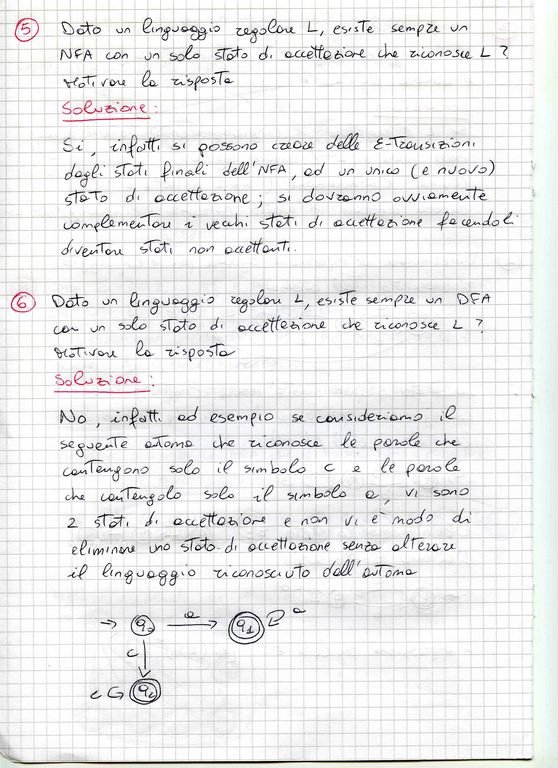 5 Dato un linguaggio regolare L, esiste sempre un
NFA con un solo stato di accettazione che riconosce L ?
Motivare la risposta
Soluzione :
Si, infatti si possono creare delle ε-Transizioni
dagli stati finali dell'NFA, ad un unico (e nuovo)
stato di accettazione ; si dovranno ovviamente
complementare i vecchi stati di accettazione facendoli
diventare stati non accettanti.
6 Dato un linguaggio regolare L, esiste sempre un DFA
con un solo stato di accettazione che riconosce L ?
Motivare la risposta
Soluzione :
No, infatti ad esempio se consideriamo il
seguente automa che riconosce le parole che
contengono solo il simbolo c e le parole
che contengolo solo il simbolo a, vi sono
2 stati di accettazione e non vi è modo di
eliminare uno stato di accettazione senza alterare
il linguaggio riconosciuto dall'automa
→ q0 a → q1 a
c
c